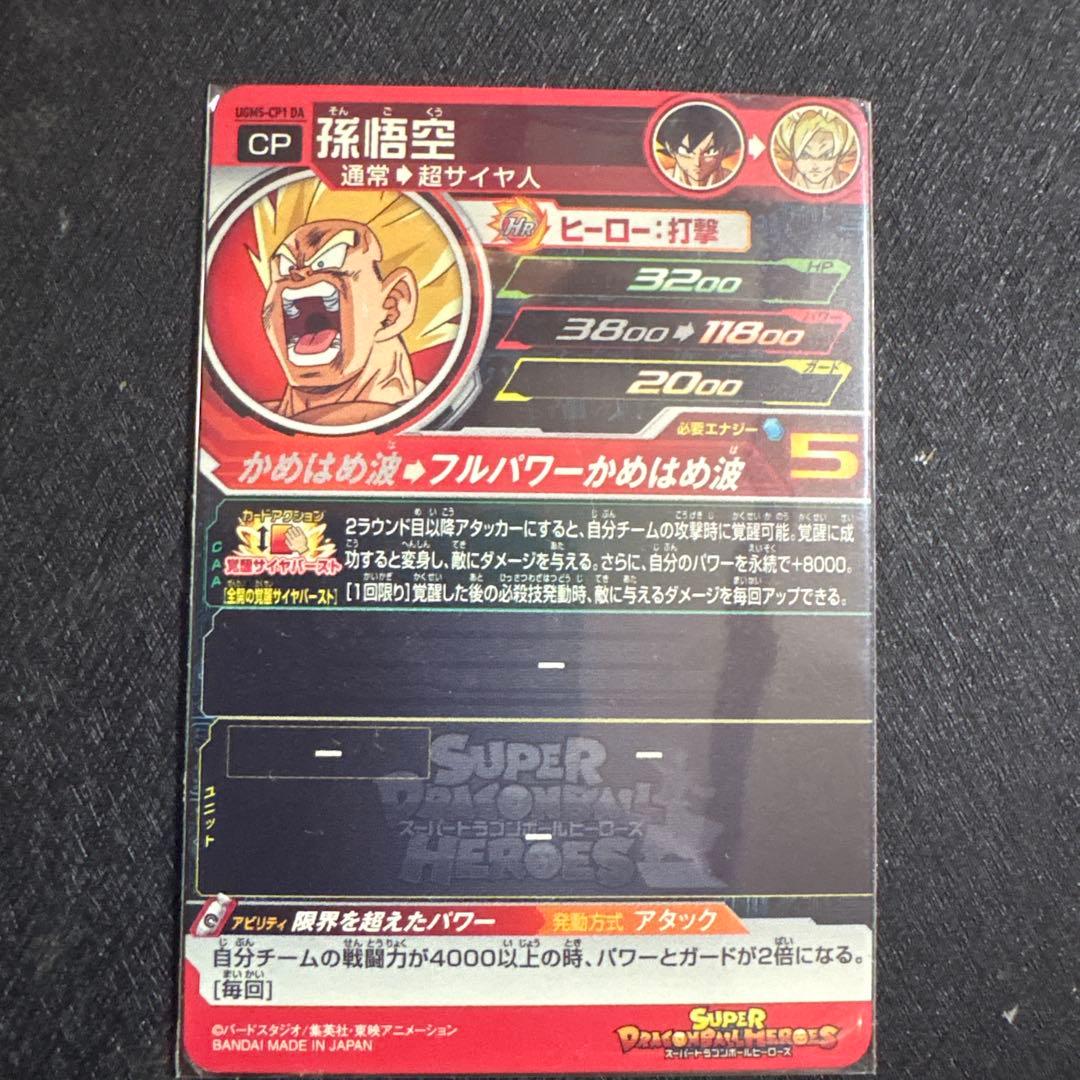 UGM5-CP1 DA
CP
そんごくう
孫悟空
通常➡超サイヤ人
HR
ヒーロー:打撃
HP
3200
パワー
3800➡11800
ガード
2000
必要エナジー
5
かめはめ波➡フルパワーかめはめ波
カードアクション
覚醒サイヤバースト
CAA
[全開の覚醒サイヤバースト]
2ラウンド目以降アタッカーにすると、自分チームの攻撃時に覚醒可能。覚醒に成
功すると変身し、敵にダメージを与える。さらに、自分のパワーを永続で+8000。
[1回限り]覚醒した後の必殺技発動時、敵に与えるダメージを毎回アップできる。
ー
ユニット
ー
ー
ー
SUPER
DRAGONBALL
スーパードラゴンボールヒーローズ
HEROES
アビリティ 限界を超えたパワー
発動方式 アタック
自分チームの戦闘力が4000以上の時、パワーとガードが2倍になる。
[毎回]
©バードスタジオ/集英社・東映アニメーション
BANDAI MADE IN JAPAN
SUPER
DRAGONBALL HEROES
スーパードラゴンボールヒーローズ